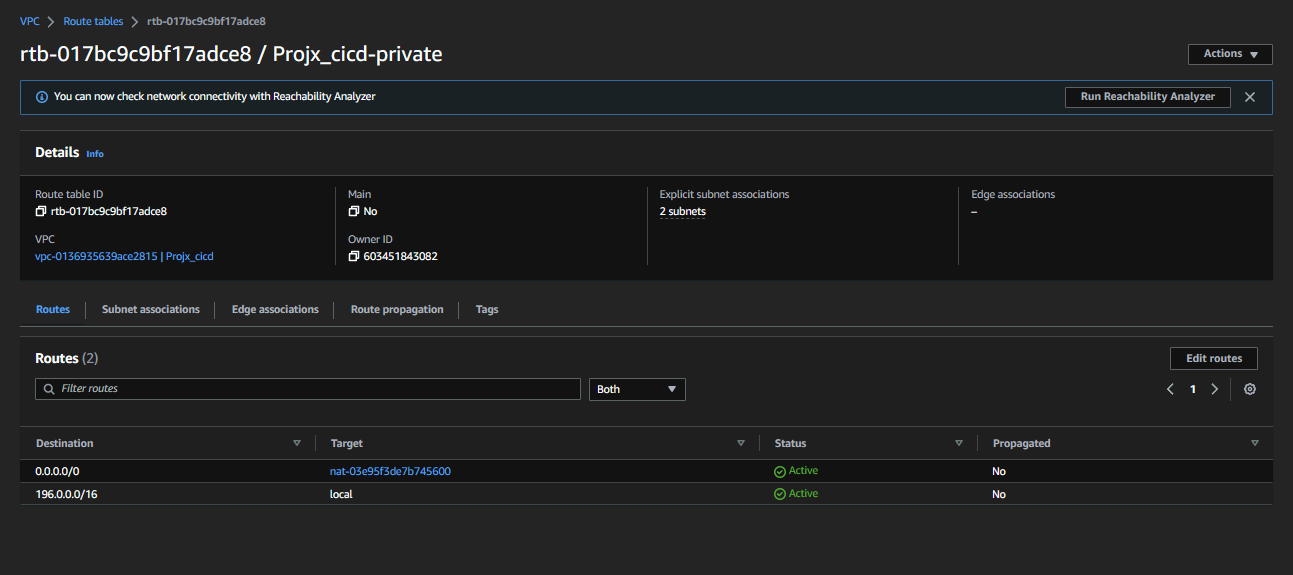 VPC > Route tables > rtb-017bc9c9bf17adce8
rtb-017bc9c9bf17adce8 / Projx_cicd-private
Actions
You can now check network connectivity with Reachability Analyzer
Run Reachability Analyzer
Details Info
Route table ID
rtb-017bc9c9bf17adce8
Main
No
Explicit subnet associations
2 subnets
Edge associations
–
VPC
vpc-0136935639ace2815 | Projx_cicd
Owner ID
603451843082
Routes
Subnet associations
Edge associations
Route propagation
Tags
Routes (2)
Edit routes
Filter routes
Both
1
Destination Target Status Propagated
0.0.0.0/0 nat-03e95f3de7b745600 Active No
196.0.0.0/16 local Active No